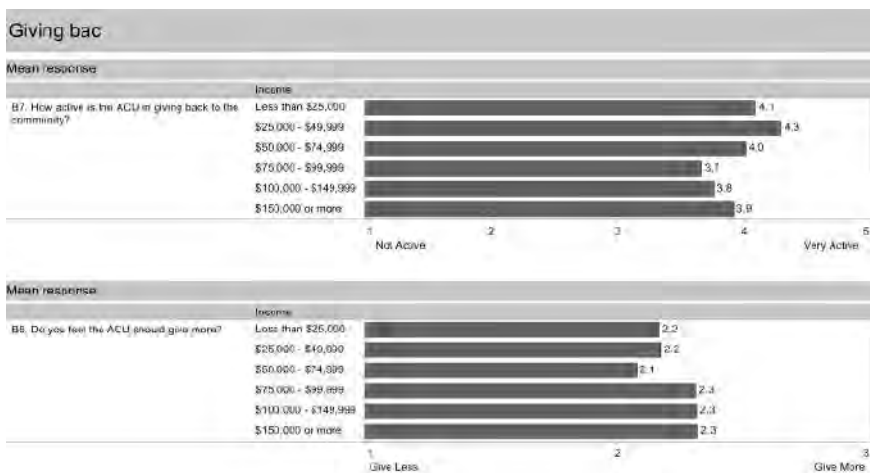 Giving bac
Mean response
Income
B7. How active is the ACU in giving back to the community?
Less than $25,000 4.1
$25,000 - $49,999 4.3
$50,000 - $74,999 4.0
$75,000 - $99,999 3.7
$100,000 - $149,999 3.8
$150,000 or more 3.9
1 2 3 4 5
Not Active Very Active
Mean response
Income
B8. Do you feel the ACU should give more?
Less than $25,000 2.2
$25,000 - $49,999 2.2
$50,000 - $74,999 2.1
$75,000 - $99,999 2.3
$100,000 - $149,999 2.3
$150,000 or more 2.3
1 2 3
Give Less Give More